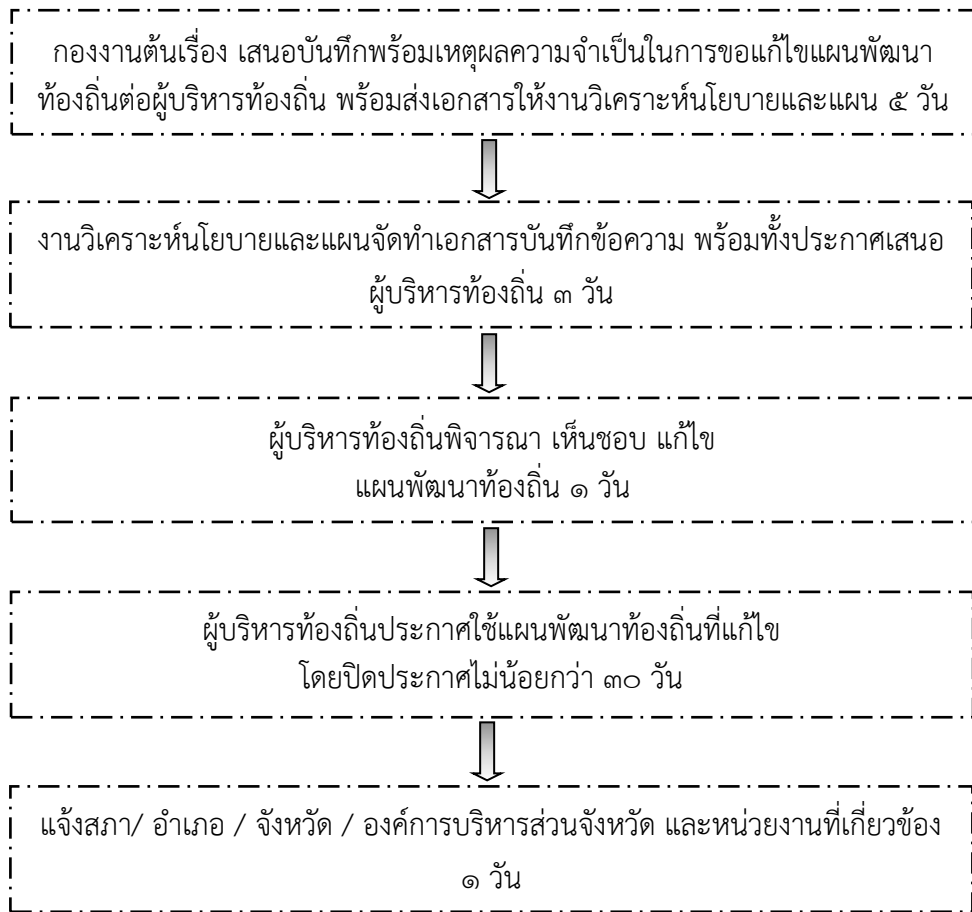 กองงานต้นเรื่อง เสนอบันทึกพร้อมเหตุผลความจำเป็นในการขอแก้ไขแผนพัฒนา
ท้องถิ่นต่อผู้บริหารท้องถิ่น พร้อมส่งเอกสารให้งานวิเคราะห์นโยบายและแผน ๕ วัน
งานวิเคราะห์นโยบายและแผนจัดทำเอกสารบันทึกข้อความ พร้อมทั้งประกาศเสนอ
ผู้บริหารท้องถิ่น ๓ วัน
ผู้บริหารท้องถิ่นพิจารณา เห็นชอบ แก้ไข
แผนพัฒนาท้องถิ่น ๑ วัน
ผู้บริหารท้องถิ่นประกาศใช้แผนพัฒนาท้องถิ่นที่แก้ไข
โดยปิดประกาศไม่น้อยกว่า ๓๐ วัน
แจ้งสภา/ อำเภอ / จังหวัด / องค์การบริหารส่วนจังหวัด และหน่วยงานที่เกี่ยวข้อง
๑ วัน